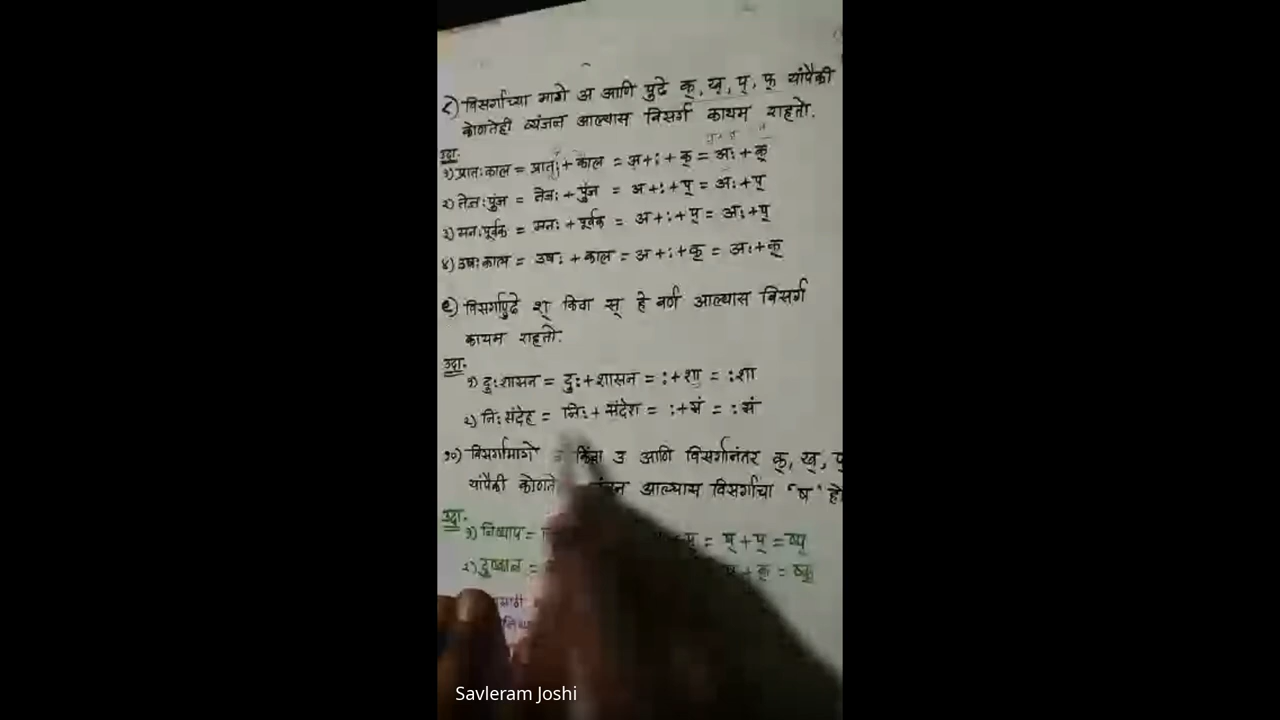 ८) विसर्गाच्या मागे अ आणि पुढे क्, ख्, प्, फ् यांपैकी
कोणतेही व्यंजन आल्यास विसर्ग कायम राहतो.
उदा.
१) प्रातःकाल = प्रातः + काल = अ + : + क् = अः + क्
२) तेजःपुंज = तेजः + पुंज = अ + : + प् = अः + प्
३) मनःपूर्वक = मनः + पूर्वक = अ + : + प् = अः + प्
४) उषःकाल = उषः + काल = अ + : + क् = अः + क्
९) विसर्गापुढे श् किंवा स् हे वर्ण आल्यास विसर्ग
कायम राहतो.
उदा.
१) दुःशासन = दुः + शासन = : + शा = :शा
२) निःसंदेह = निः + संदेश = : + सं = :सं
१०) विसर्गामागे किंवा उ आणि विसर्गानंतर क्, ख्, प्
यांपैकी कोणते आल्यास विसर्गाचा "ष" हो
उदा.
१) निष्पाप = = ष् + प् = ष्प्
२) दुष्काल = + क् = ष्क्
Savleram Joshi